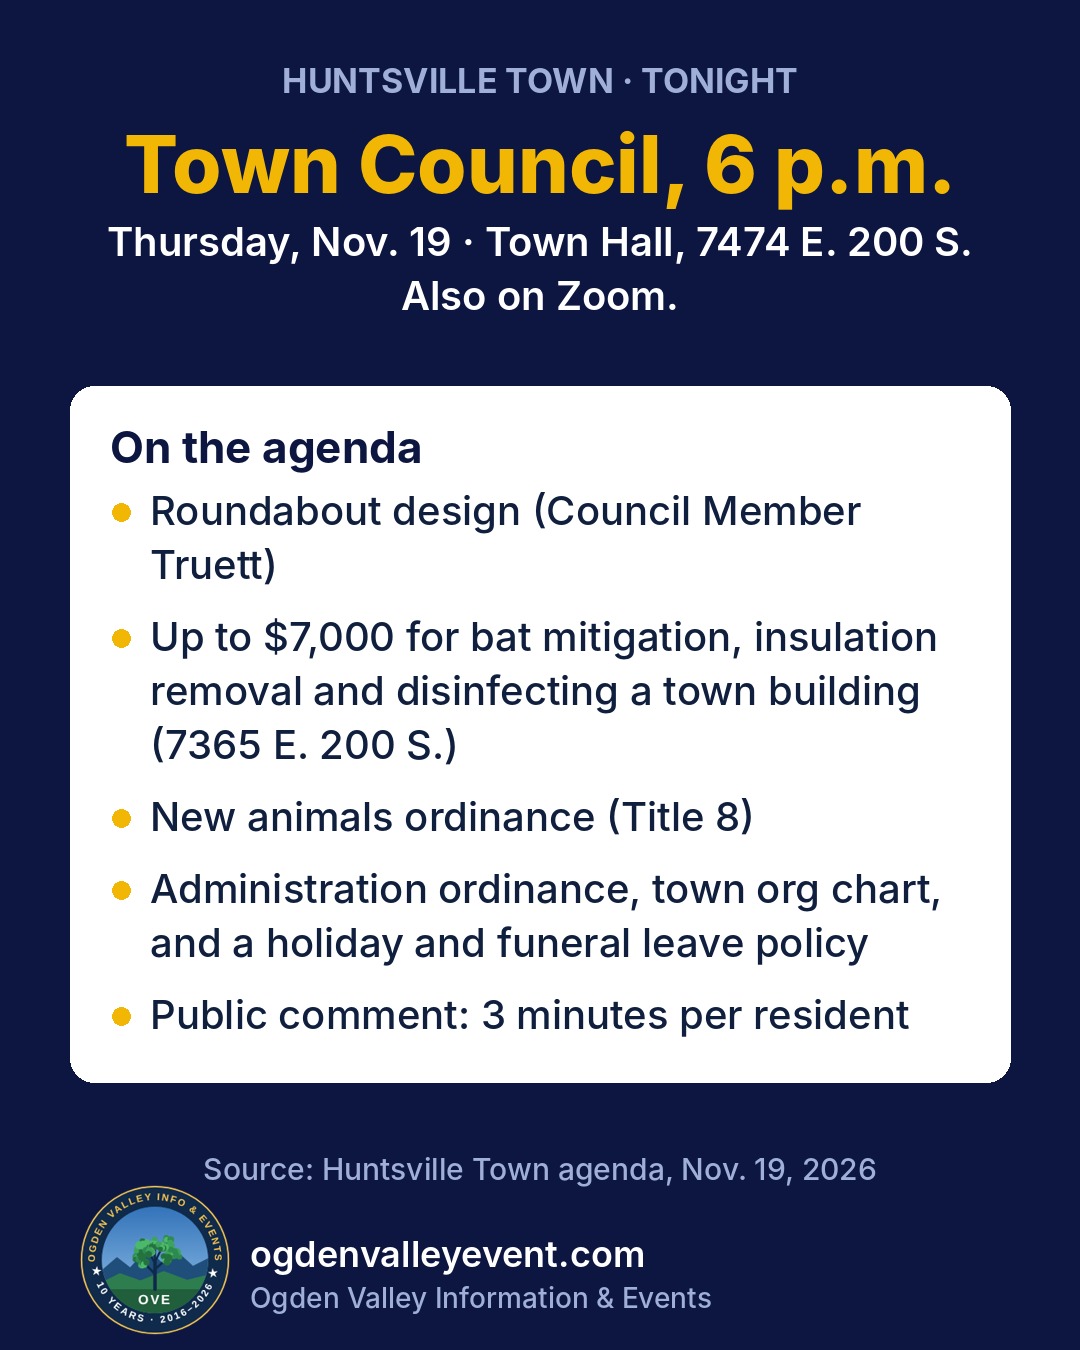 HUNTSVILLE TOWN · TONIGHT
Town Council, 6 p.m.
Thursday, Nov. 19 · Town Hall, 7474 E. 200 S.
Also on Zoom.
On the agenda
Roundabout design (Council Member
Truett)
Up to $7,000 for bat mitigation, insulation
removal and disinfecting a town building
(7365 E. 200 S.)
New animals ordinance (Title 8)
Administration ordinance, town org chart,
and a holiday and funeral leave policy
Public comment: 3 minutes per resident
Source: Huntsville Town agenda, Nov. 19, 2026
OGDEN VALLEY INFO & EVENTS
OVE
★ 10 YEARS · 2016–2026 ★
ogdenvalleyevent.com
Ogden Valley Information & Events